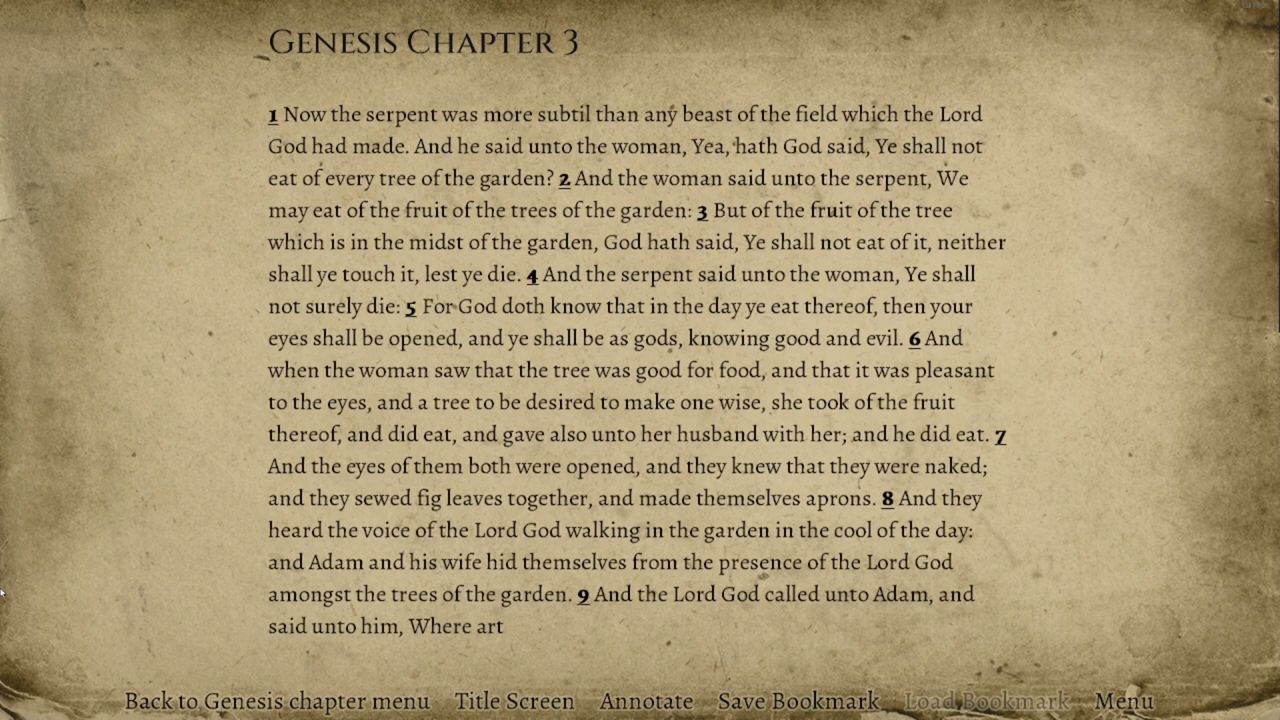 Genesis Chapter 3
1 Now the serpent was more subtil than any beast of the field which the Lord
God had made. And he said unto the woman, Yea, hath God said, Ye shall not
eat of every tree of the garden? 2 And the woman said unto the serpent, We
may eat of the fruit of the trees of the garden: 3 But of the fruit of the tree
which is in the midst of the garden, God hath said, Ye shall not eat of it, neither
shall ye touch it, lest ye die. 4 And the serpent said unto the woman, Ye shall
not surely die: 5 For God doth know that in the day ye eat thereof, then your
eyes shall be opened, and ye shall be as gods, knowing good and evil. 6 And
when the woman saw that the tree was good for food, and that it was pleasant
to the eyes, and a tree to be desired to make one wise, she took of the fruit
thereof, and did eat, and gave also unto her husband with her; and he did eat. 7
And the eyes of them both were opened, and they knew that they were naked;
and they sewed fig leaves together, and made themselves aprons. 8 And they
heard the voice of the Lord God walking in the garden in the cool of the day:
and Adam and his wife hid themselves from the presence of the Lord God
amongst the trees of the garden. 9 And the Lord God called unto Adam, and
said unto him, Where art
Back to Genesis chapter menu Title Screen Annotate Save Bookmark Load Bookmark Menu